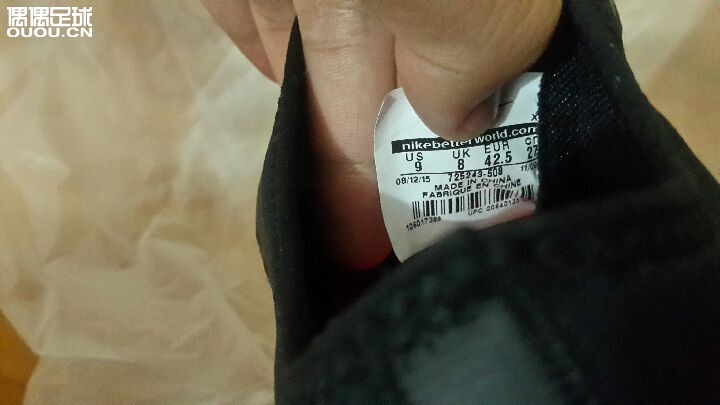 偶偶足球
OUOU.CN
nikebetterworld.com
US UK EUR
9 8 42.5
08/12/15 725243-508
MADE IN CHINA
FABRIQUE EN CHINE